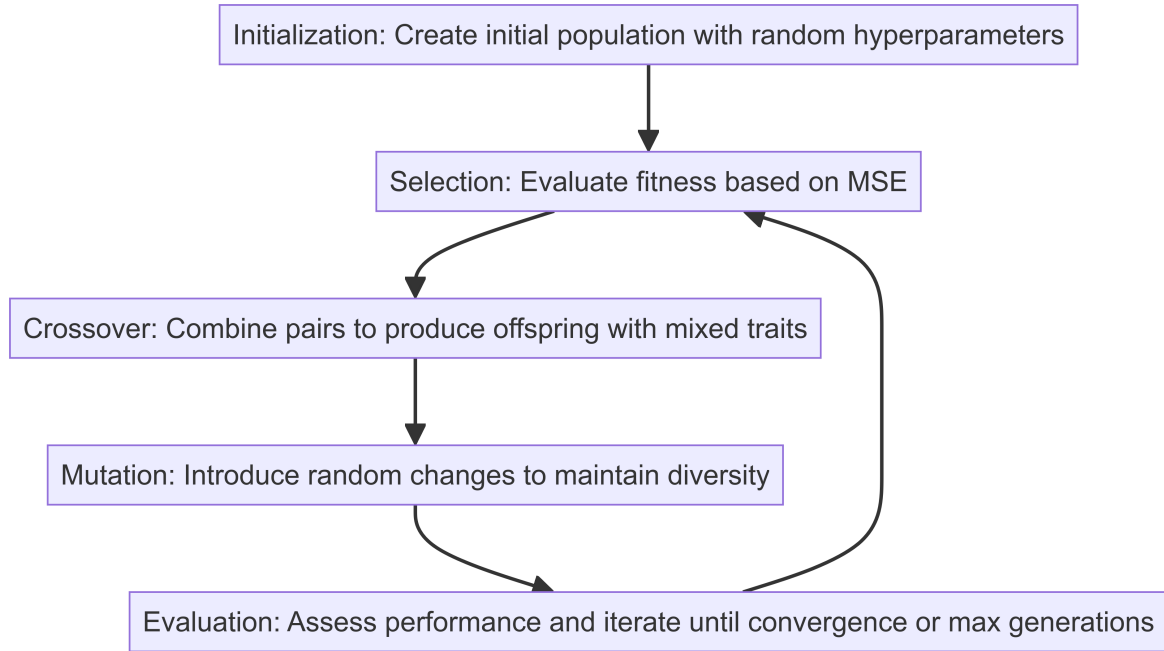 Initialization: Create initial population with random hyperparameters
Selection: Evaluate fitness based on MSE
Crossover: Combine pairs to produce offspring with mixed traits
Mutation: Introduce random changes to maintain diversity
Evaluation: Assess performance and iterate until convergence or max generations